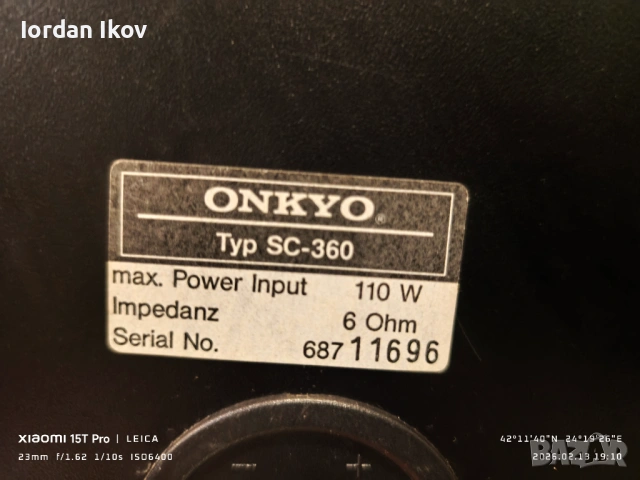 Iordan Ikov
ONKYO®
Typ SC-360
max. Power Input 110 W
Impedanz 6 Ohm
Serial No. 68711696
- +
XIAOMI 15T Pro | LEICA
23mm f/1.62 1/10s ISO6400
42°11'40"N 24°19'26"E
2026.02.13 19:10
bazar